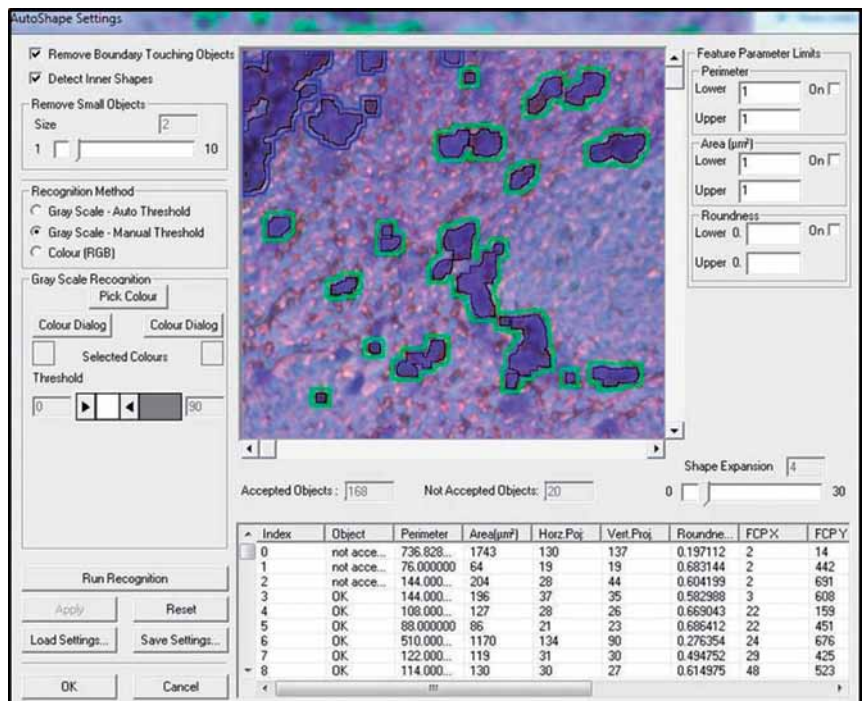 AutoShape Settings
Remove Boundary Touching Objects
Detect Inner Shapes
Remove Small Objects
Size 2
1 10
Recognition Method
Gray Scale - Auto Threshold
Gray Scale - Manual Threshold
Colour (RGB)
Gray Scale Recognition
Pick Colour
Colour Dialog Colour Dialog
Selected Colours
Threshold
0 90
Run Recognition
Apply Reset
Load Settings... Save Settings...
OK Cancel
Feature Parameter Limits
Perimeter
Lower 1 On
Upper 1
Area (µm²)
Lower 1 On
Upper 1
Roundness
Lower 0. On
Upper 0.
Shape Expansion 4
0 30
Accepted Objects : 168 Not Accepted Objects: 20
Index Object Perimeter Area(µm²) Horz.Poj: Vert.Proj. Roundne... FCP X FCP Y
0 not acce... 736.828... 1743 130 137 0.197112 2 14
1 not acce... 76.000000 64 19 19 0.683144 2 442
2 not acce... 144.000... 204 28 44 0.604199 2 691
3 OK 144.000... 196 37 35 0.582988 3 608
4 OK 108.000... 127 28 26 0.669043 22 159
5 OK 88.000000 86 21 23 0.686412 22 451
6 OK 510.000... 1170 134 90 0.276354 24 676
7 OK 122.000... 119 31 30 0.494752 29 425
8 OK 114.000... 130 30 27 0.614975 48 523